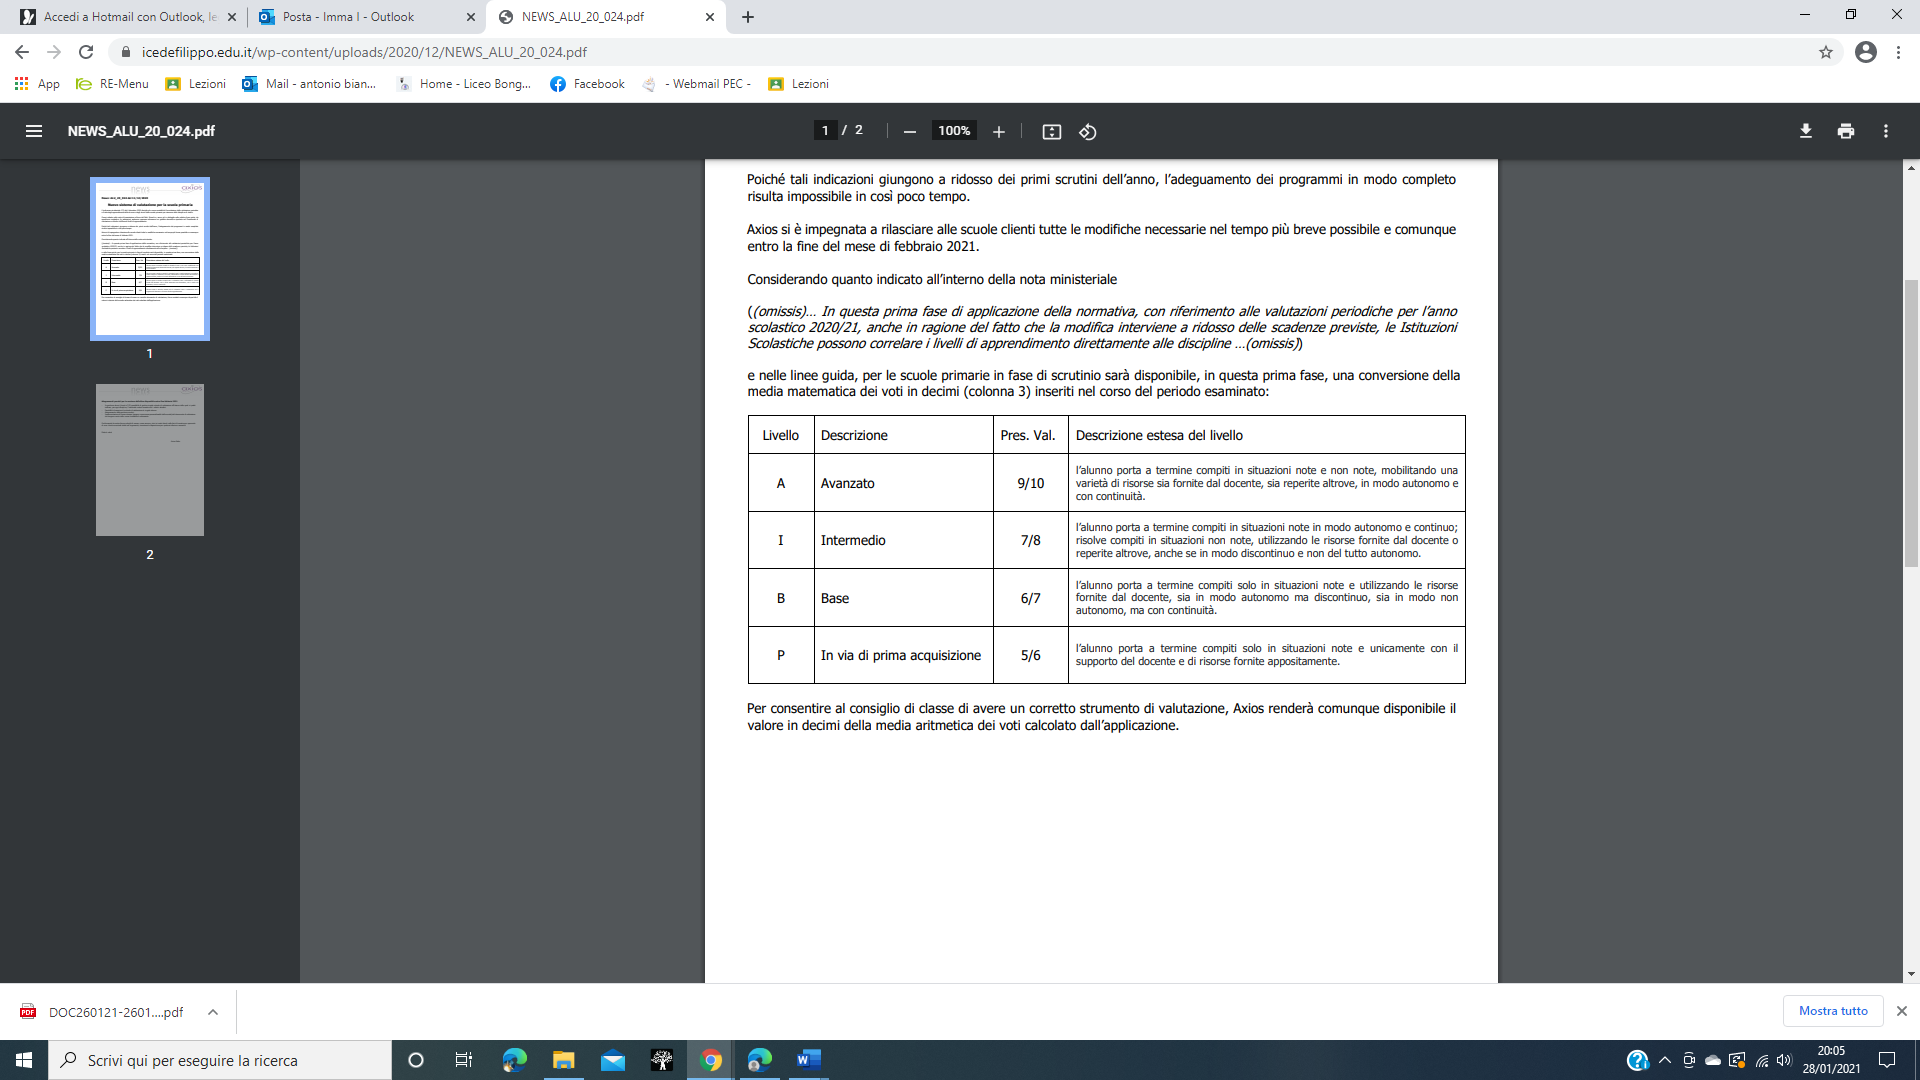 Accedi a Hotmail con Outlook, le
Posta - Imma I - Outlook
NEWS_ALU_20_024.pdf
icedefilippo.edu.it/wp-content/uploads/2020/12/NEWS_ALU_20_024.pdf
App
RE-Menu
Lezioni
Mail - antonio bian...
Home - Liceo Bong...
Facebook
- Webmail PEC -
Lezioni
NEWS_ALU_20_024.pdf
1 / 2
100%
1
2
Poiché tali indicazioni giungono a ridosso dei primi scrutini dell'anno, l'adeguamento dei programmi in modo completo
risulta impossibile in così poco tempo.
Axios si è impegnata a rilasciare alle scuole clienti tutte le modifiche necessarie nel tempo più breve possibile e comunque
entro la fine del mese di febbraio 2021.
Considerando quanto indicato all'interno della nota ministeriale
((omissis)... In questa prima fase di applicazione della normativa, con riferimento alle valutazioni periodiche per l'anno
scolastico 2020/21, anche in ragione del fatto che la modifica interviene a ridosso delle scadenze previste, le Istituzioni
Scolastiche possono correlare i livelli di apprendimento direttamente alle discipline ...(omissis))
e nelle linee guida, per le scuole primarie in fase di scrutinio sarà disponibile, in questa prima fase, una conversione della
media matematica dei voti in decimi (colonna 3) inseriti nel corso del periodo esaminato:
Livello Descrizione Pres. Val. Descrizione estesa del livello
A Avanzato 9/10
l'alunno porta a termine compiti in situazioni note e non note, mobilitando una
varietà di risorse sia fornite dal docente, sia reperite altrove, in modo autonomo e
con continuità.
I Intermedio 7/8
l'alunno porta a termine compiti in situazioni note in modo autonomo e continuo;
risolve compiti in situazioni non note, utilizzando le risorse fornite dal docente o
reperite altrove, anche se in modo discontinuo e non del tutto autonomo.
B Base 6/7
l'alunno porta a termine compiti solo in situazioni note e utilizzando le risorse
fornite dal docente, sia in modo autonomo ma discontinuo, sia in modo non
autonomo, ma con continuità.
P In via di prima acquisizione 5/6
l'alunno porta a termine compiti solo in situazioni note e unicamente con il
supporto del docente e di risorse fornite appositamente.
Per consentire al consiglio di classe di avere un corretto strumento di valutazione, Axios renderà comunque disponibile il
valore in decimi della media aritmetica dei voti calcolato dall'applicazione.
DOC260121-2601....pdf
Mostra tutto
Scrivi qui per eseguire la ricerca
20:05
28/01/2021